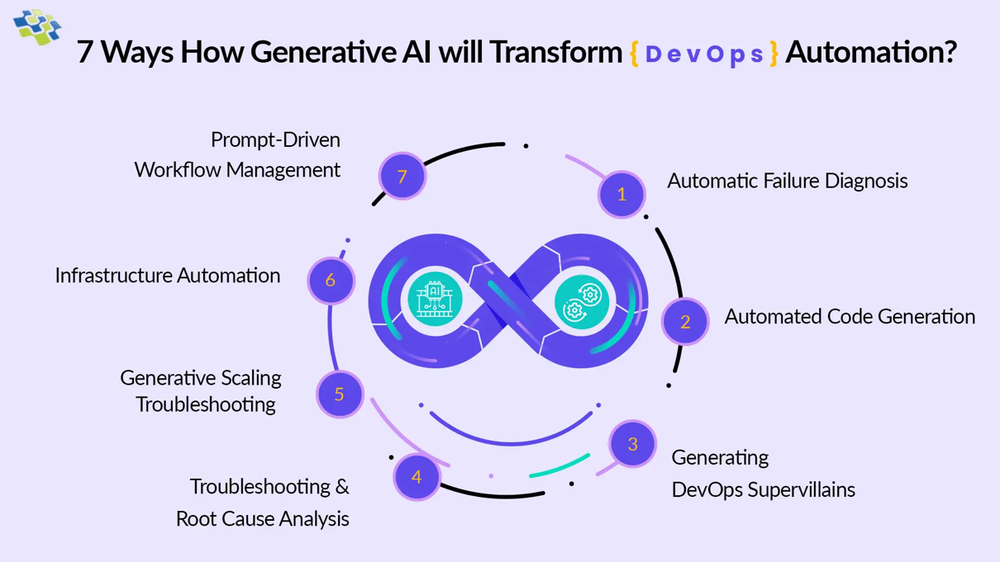 7 Ways How Generative AI will Transform { DevOps } Automation?
1
Automatic Failure Diagnosis
2
Automated Code Generation
3
Generating
DevOps Supervillains
4
Troubleshooting &
Root Cause Analysis
5
Generative Scaling
Troubleshooting
6
Infrastructure Automation
7
Prompt-Driven
Workflow Management
AI